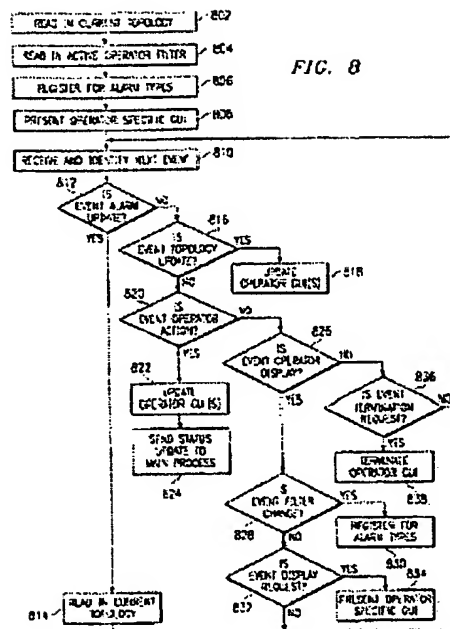 READ IN CURRENT TOPOLOGY
802
READ IN ACTIVE OPERATOR FILTER
804
REGISTER FOR ALARM TYPES
806
PRESENT OPERATOR SPECIFIC GUI
808
FIG. 8
RECEIVE AND IDENTIFY NEXT EVENT
810
812
IS
EVENT ALARM
UPDATE?
NO
YES
816
IS
EVENT TOPOLOGY
UPDATE?
YES
NO
UPDATE
OPERATOR GUI(S)
818
820
IS
EVENT OPERATOR
ACTION?
NO
YES
826
IS
EVENT OPERATOR
DISPLAY?
NO
YES
822
UPDATE
OPERATOR GUI(S)
SEND STATUS
UPDATE TO
MAIN PROCESS
824
836
IS EVENT
TERMINATION
REQUEST?
NO
YES
TERMINATE
OPERATOR GUI
838
IS
EVENT FILTER
CHANGE?
828
YES
NO
REGISTER FOR
ALARM TYPES
830
IS
EVENT DISPLAY
REQUEST?
832
YES
NO
834
PRESENT OPERATOR
SPECIFIC GUI
814
READ IN CURRENT
TOPOLOGY